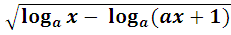 √(logₐ x − logₐ(ax + 1))